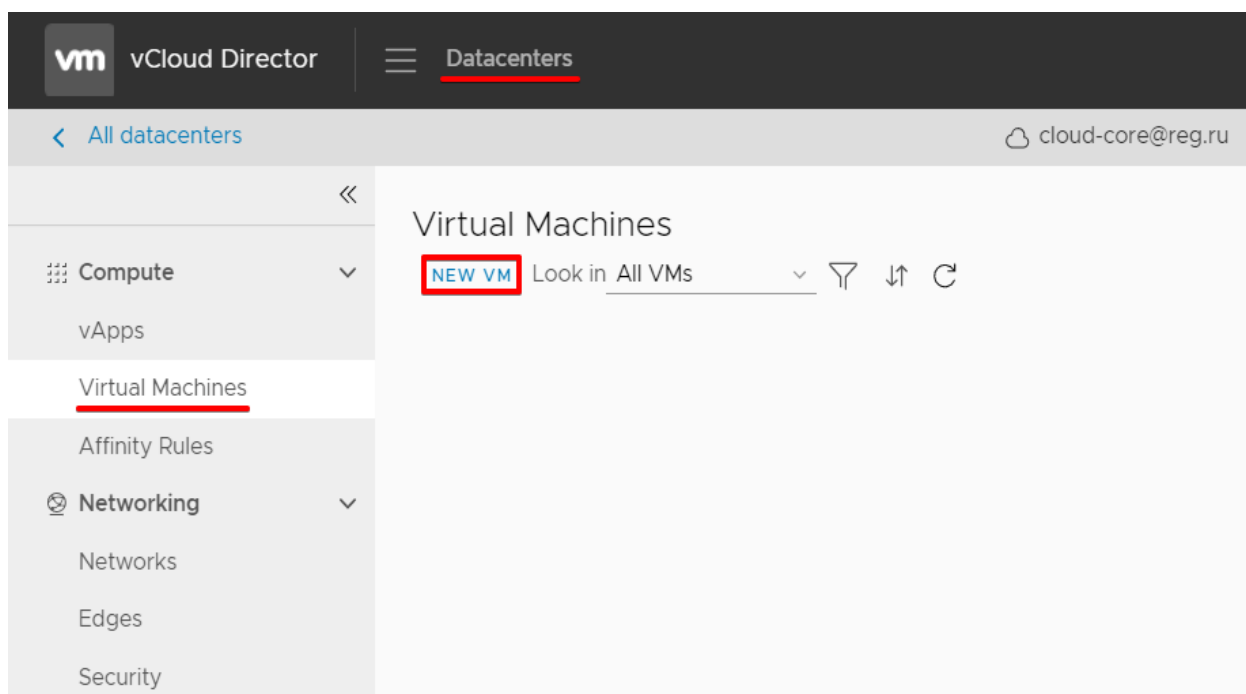 vm vCloud Director Datacenters
All datacenters cloud-core@reg.ru
Virtual Machines
NEW VM Look in All VMs
Compute
vApps
Virtual Machines
Affinity Rules
Networking
Networks
Edges
Security